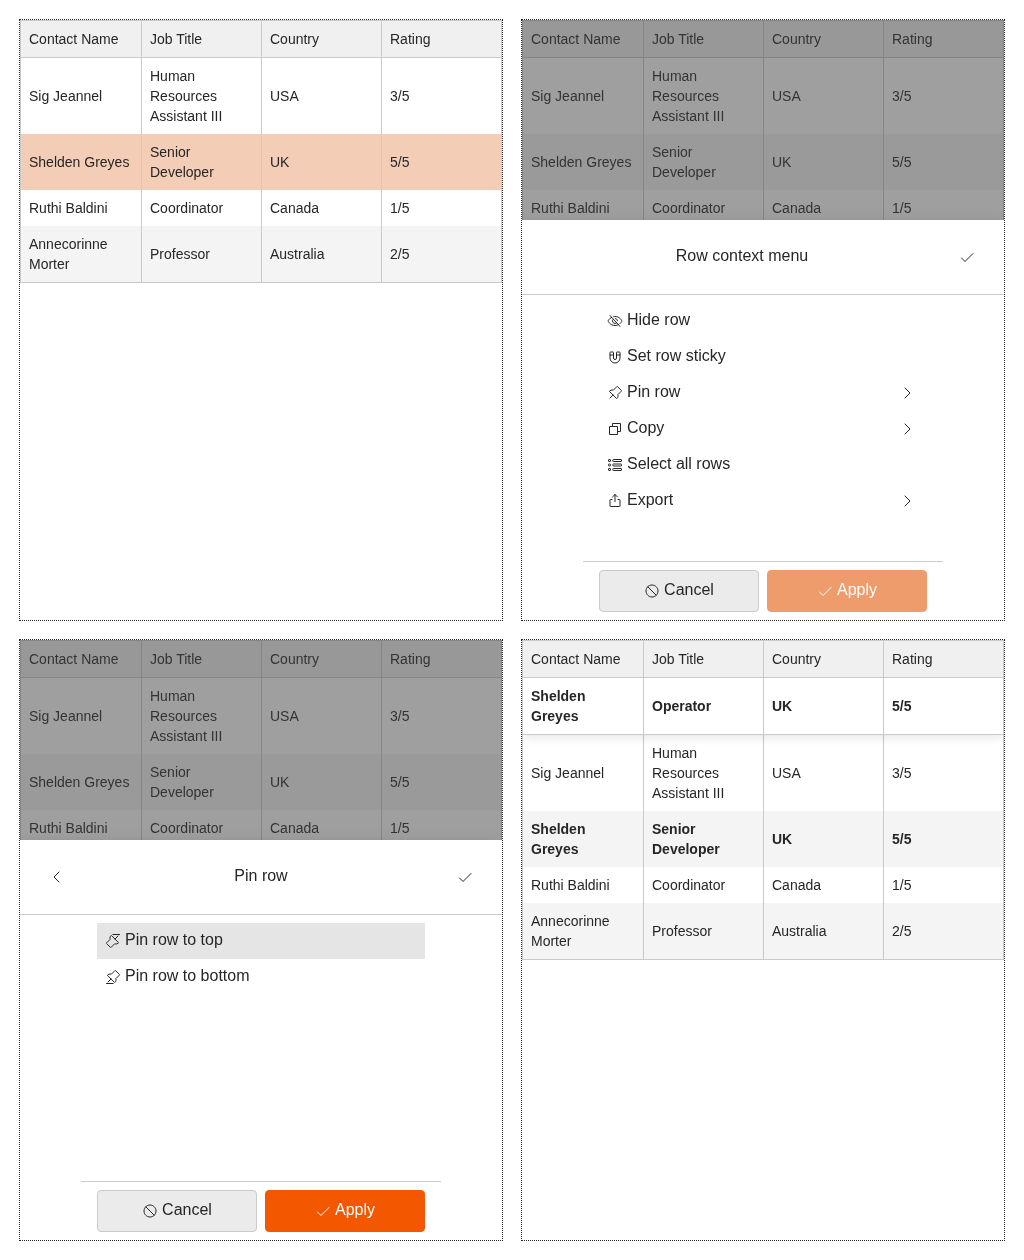 Contact Name Job Title Country Rating
Sig Jeannel Human Resources Assistant III USA 3/5
Shelden Greyes Senior Developer UK 5/5
Ruthi Baldini Coordinator Canada 1/5
Annecorinne Morter Professor Australia 2/5
Contact Name Job Title Country Rating
Sig Jeannel Human Resources Assistant III USA 3/5
Shelden Greyes Senior Developer UK 5/5
Ruthi Baldini Coordinator Canada 1/5
Row context menu
Hide row
Set row sticky
Pin row
Copy
Select all rows
Export
Cancel Apply
Contact Name Job Title Country Rating
Sig Jeannel Human Resources Assistant III USA 3/5
Shelden Greyes Senior Developer UK 5/5
Ruthi Baldini Coordinator Canada 1/5
Pin row
Pin row to top
Pin row to bottom
Cancel Apply
Contact Name Job Title Country Rating
Shelden Greyes Operator UK 5/5
Sig Jeannel Human Resources Assistant III USA 3/5
Shelden Greyes Senior Developer UK 5/5
Ruthi Baldini Coordinator Canada 1/5
Annecorinne Morter Professor Australia 2/5